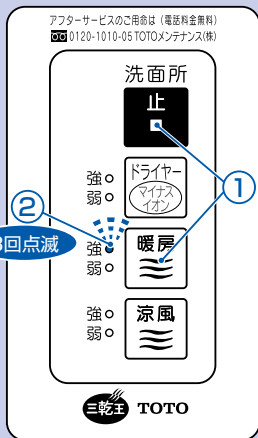 アフターサービスのご用命は（電話料金無料）
0120-1010-05 TOTOメンテナンス(株)
洗面所
止
ドライヤー
マイナス
イオン
強
弱
①
②
回点滅
暖房
強
弱
涼風
強
弱
三乾王 TOTO